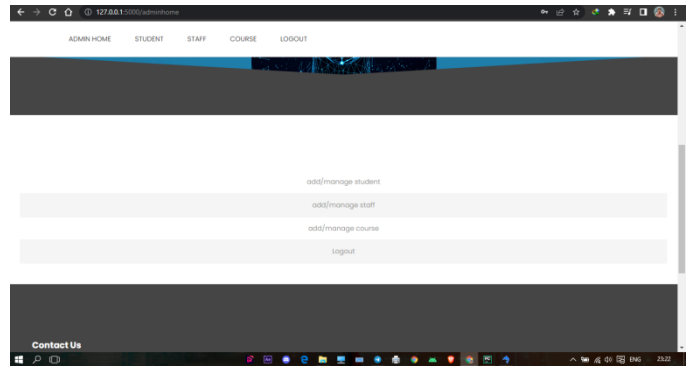 127.0.0.1:5000/adminhome
ADMIN HOME STUDENT STAFF COURSE LOGOUT
add/manage student
add/manage staff
add/manage course
Logout
Contact Us
ENG 23:22